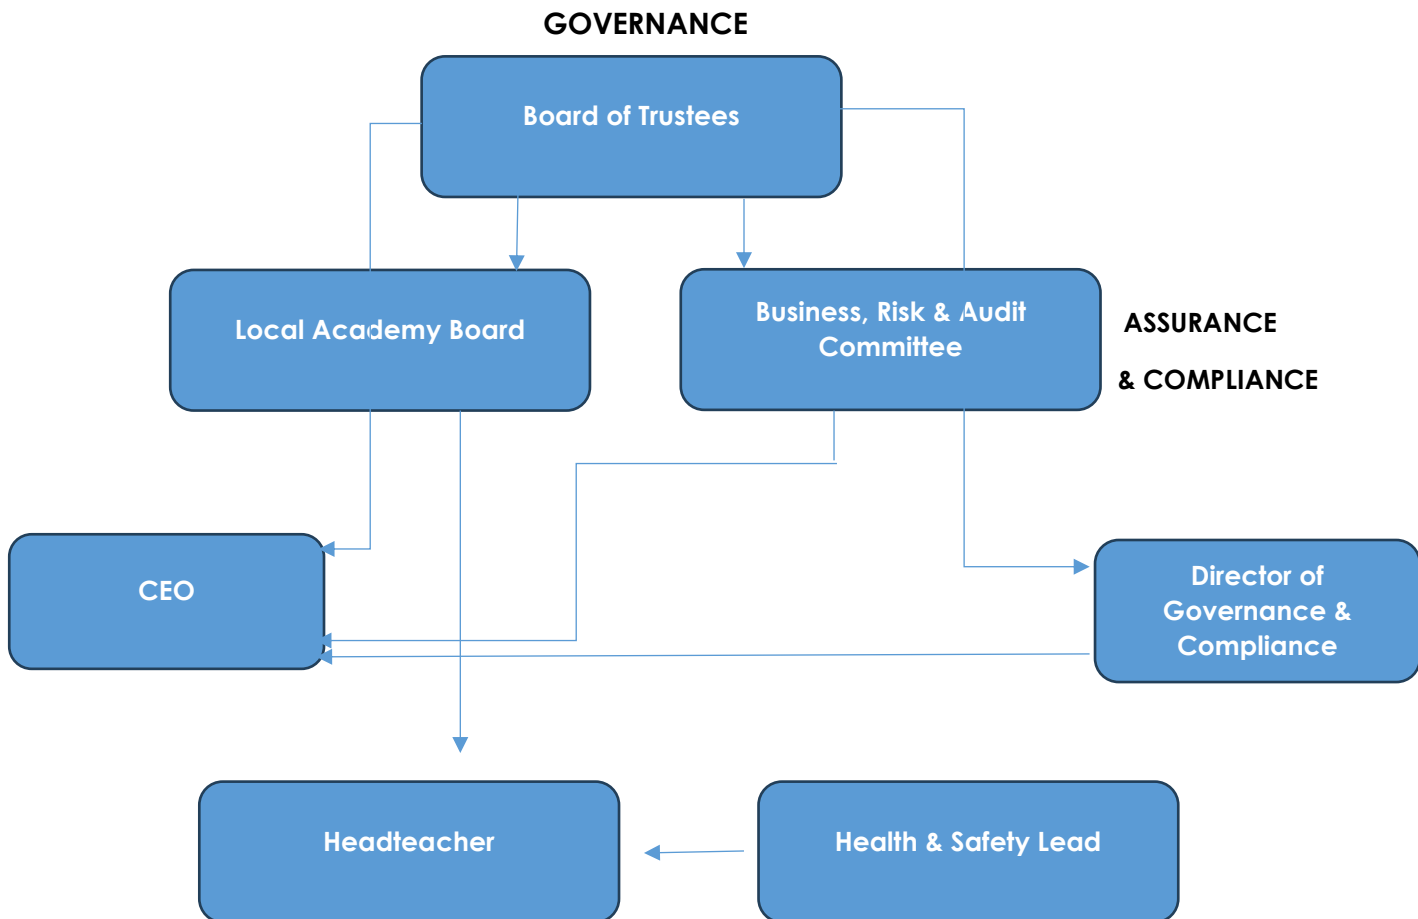 GOVERNANCE
Board of Trustees
Local Academy Board
Business, Risk & Audit
Committee
ASSURANCE
& COMPLIANCE
CEO
Director of
Governance &
Compliance
Headteacher
Health & Safety Lead